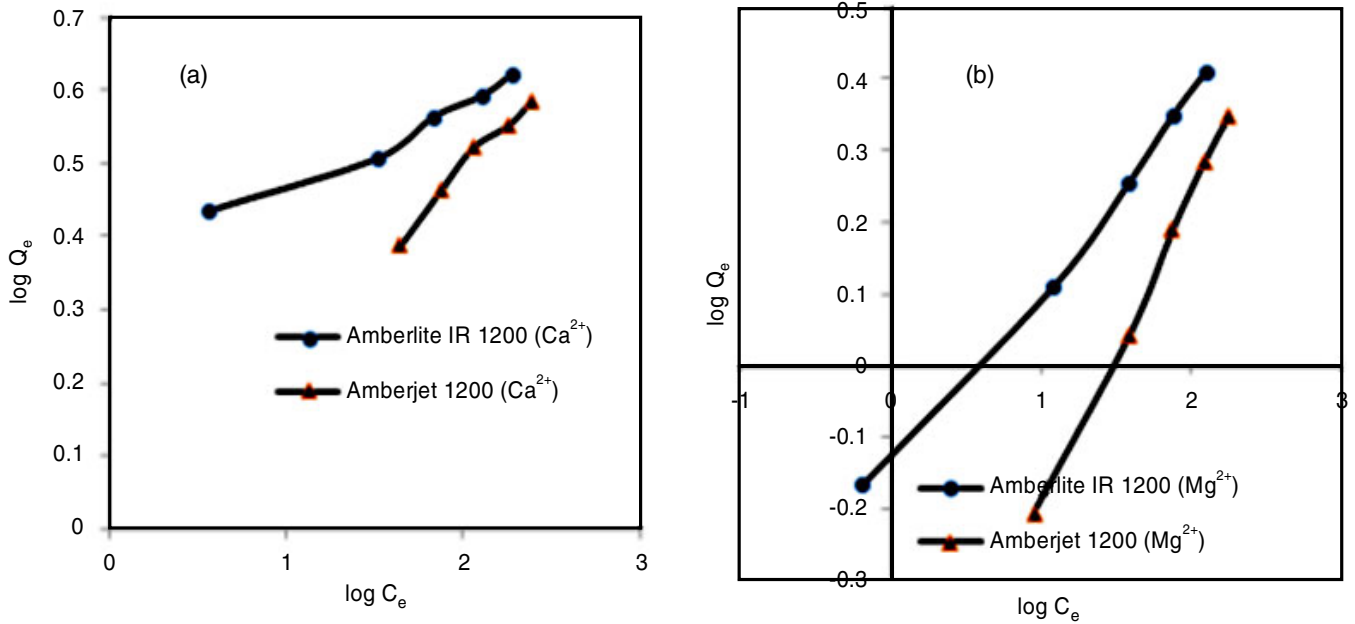 0.7
(a)
0.6
0.5
0.4
0.3
0.2
0.1
0
log Qe
Amberlite IR 1200 (Ca2+)
Amberjet 1200 (Ca2+)
0 1 2 3
log Ce
0.5
(b)
0.4
0.3
0.2
0.1
0
log Qe
-1 0 1 2 3
-0.1
-0.2
-0.3
Amberlite IR 1200 (Mg2+)
Amberjet 1200 (Mg2+)
log Ce